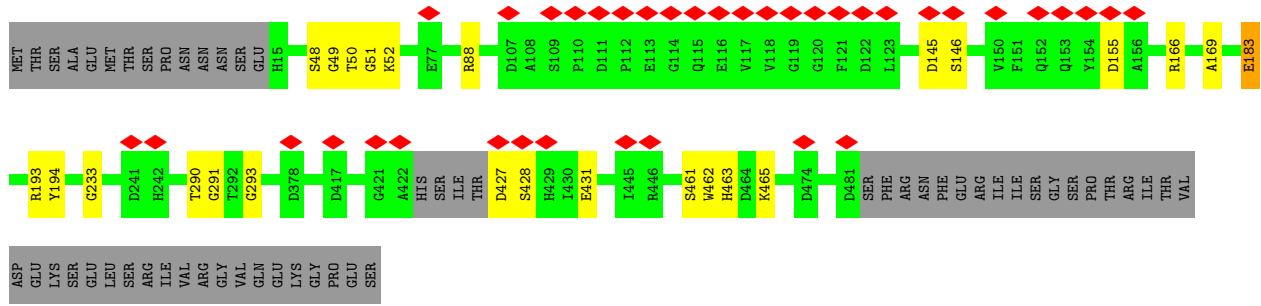 MET THR SER ALA GLU MET THR SER PRO ASN ASN ASN SER GLU H15 S48 G49 T50 G51 K52 E77 R88 D107 A108 S109 P110 D111 P112 E113 G114 Q115 E116 V117 V118 G119 G120 F121 D122 L123 D145 S146 V150 F151 Q152 Q153 Y154 D155 A156 R166 A169 E183
R193 Y194 G233 D241 H242 T290 G291 T292 G293 D378 D417 G421 A422 HIS SER ILE THR D427 S428 H429 I430 E431 I445 R446 S461 W462 H463 D464 K465 D474 D481 SER PHE ARG ASN PHE GLU ARG ILE ILE SER GLY SER PRO THR ARG ILE THR VAL
ASP GLU LYS SER GLU LEU SER ARG ILE VAL ARG GLY VAL GLN GLU LYS GLY PRO GLU SER